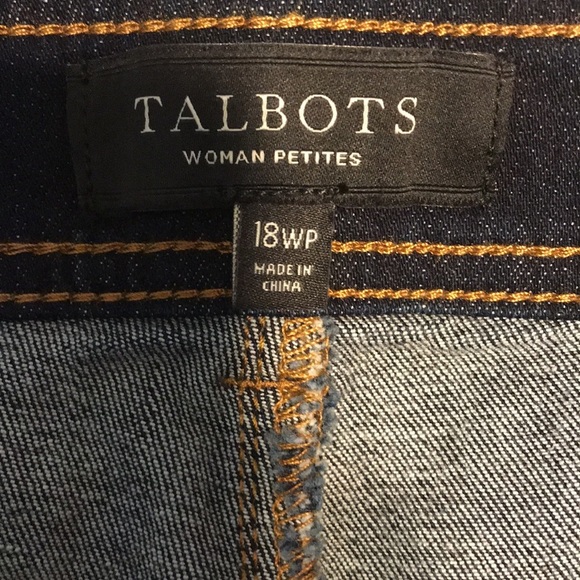 TALBOTS
WOMAN PETITES
18WP
MADE IN
CHINA